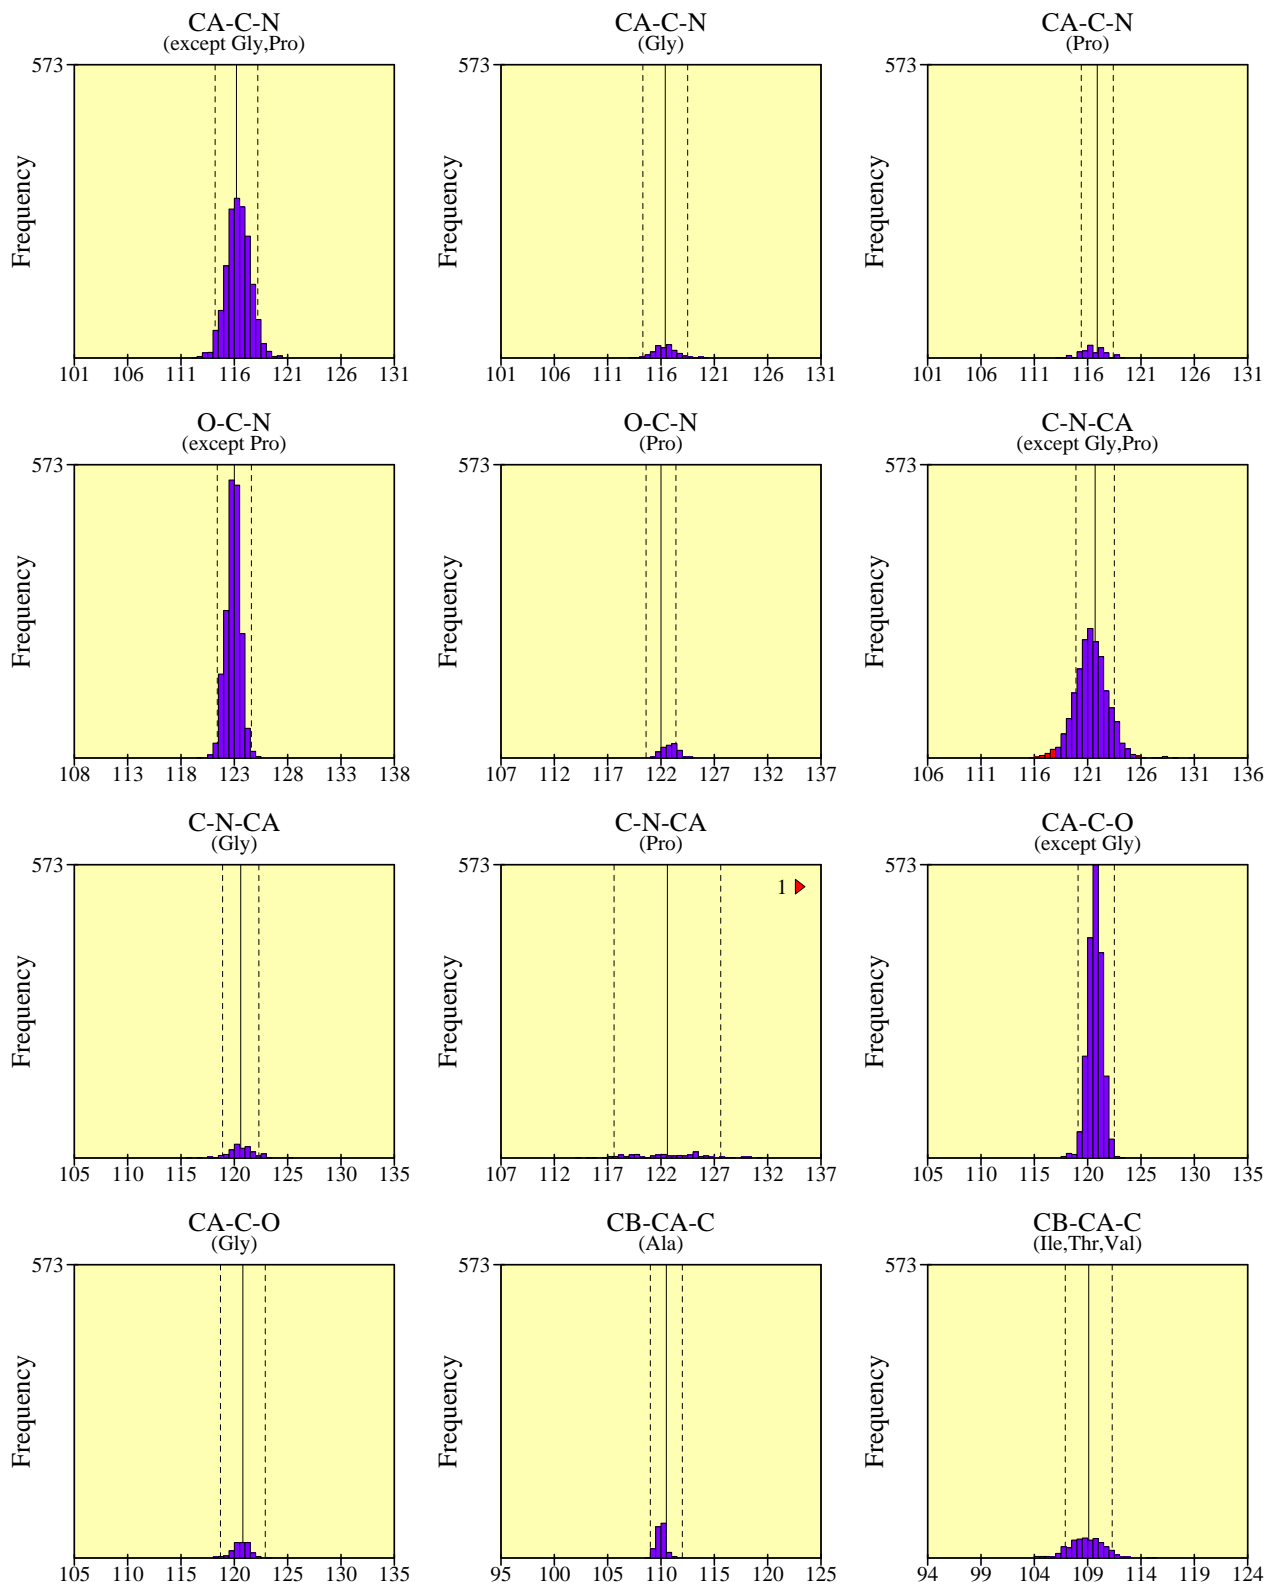 CA-C-N
(except Gly,Pro)
573
Frequency
101 106 111 116 121 126 131
CA-C-N
(Gly)
573
Frequency
101 106 111 116 121 126 131
CA-C-N
(Pro)
573
Frequency
101 106 111 116 121 126 131
O-C-N
(except Pro)
573
Frequency
108 113 118 123 128 133 138
O-C-N
(Pro)
573
Frequency
107 112 117 122 127 132 137
C-N-CA
(except Gly,Pro)
573
Frequency
106 111 116 121 126 131 136
C-N-CA
(Gly)
573
Frequency
105 110 115 120 125 130 135
C-N-CA
(Pro)
573
1
Frequency
107 112 117 122 127 132 137
CA-C-O
(except Gly)
573
Frequency
105 110 115 120 125 130 135
CA-C-O
(Gly)
573
Frequency
105 110 115 120 125 130 135
CB-CA-C
(Ala)
573
Frequency
95 100 105 110 115 120 125
CB-CA-C
(Ile,Thr,Val)
573
Frequency
94 99 104 109 114 119 124